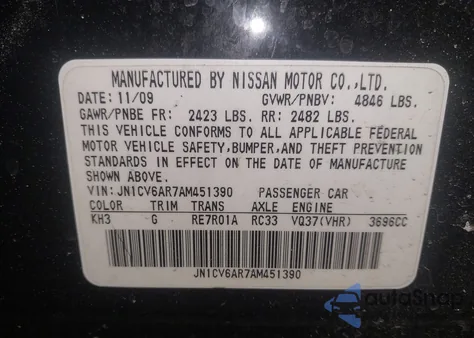 MANUFACTURED BY NISSAN MOTOR CO.,LTD.
DATE: 11/09 GVWR/PNBV: 4846 LBS.
GAWR/PNBE FR: 2423 LBS. RR: 2482 LBS.
THIS VEHICLE CONFORMS TO ALL APPLICABLE FEDERAL
MOTOR VEHICLE SAFETY, BUMPER, AND THEFT PREVENTION
STANDARDS IN EFFECT ON THE DATE OF MANUFACTURE
SHOWN ABOVE.
VIN: JN1CV6AR7AM451390 PASSENGER CAR
COLOR TRIM TRANS AXLE ENGINE
KH3 G RE7R01A RC33 VQ37(VHR) 3696CC
JN1CV6AR7AM451390
autoSnap